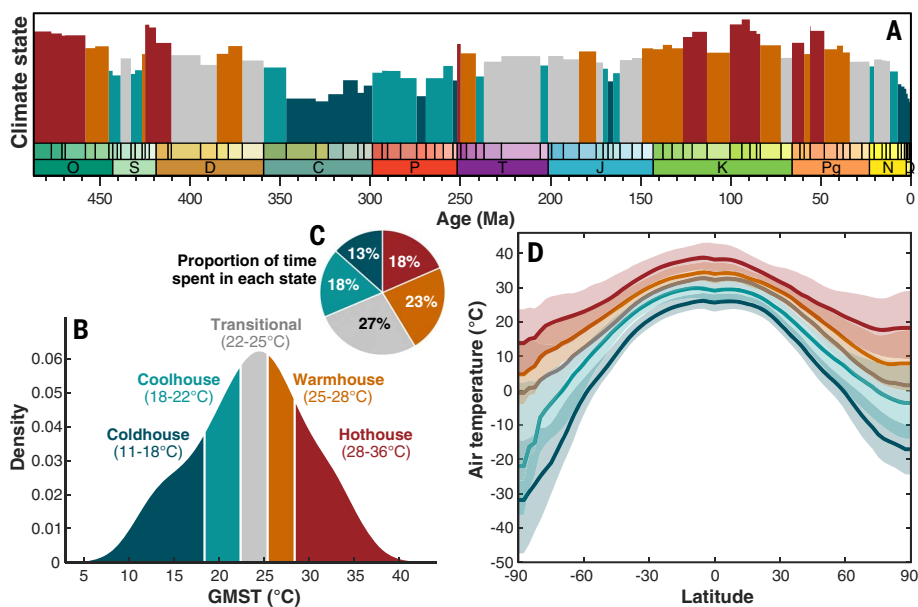 A
Climate state
O S D C P T J K Pg N Q
450 400 350 300 250 200 150 100 50 0
Age (Ma)
C
Proportion of time
spent in each state
13%
18%
18%
23%
27%
B
Transitional
(22-25°C)
Coolhouse
(18-22°C)
Warmhouse
(25-28°C)
Coldhouse
(11-18°C)
Hothouse
(28-36°C)
Density
0.06
0.05
0.04
0.03
0.02
0.01
0
5 10 15 20 25 30 35 40
GMST (°C)
D
Air temperature (°C)
40
30
20
10
0
-10
-20
-30
-40
-50
-90 -60 -30 0 30 60 90
Latitude